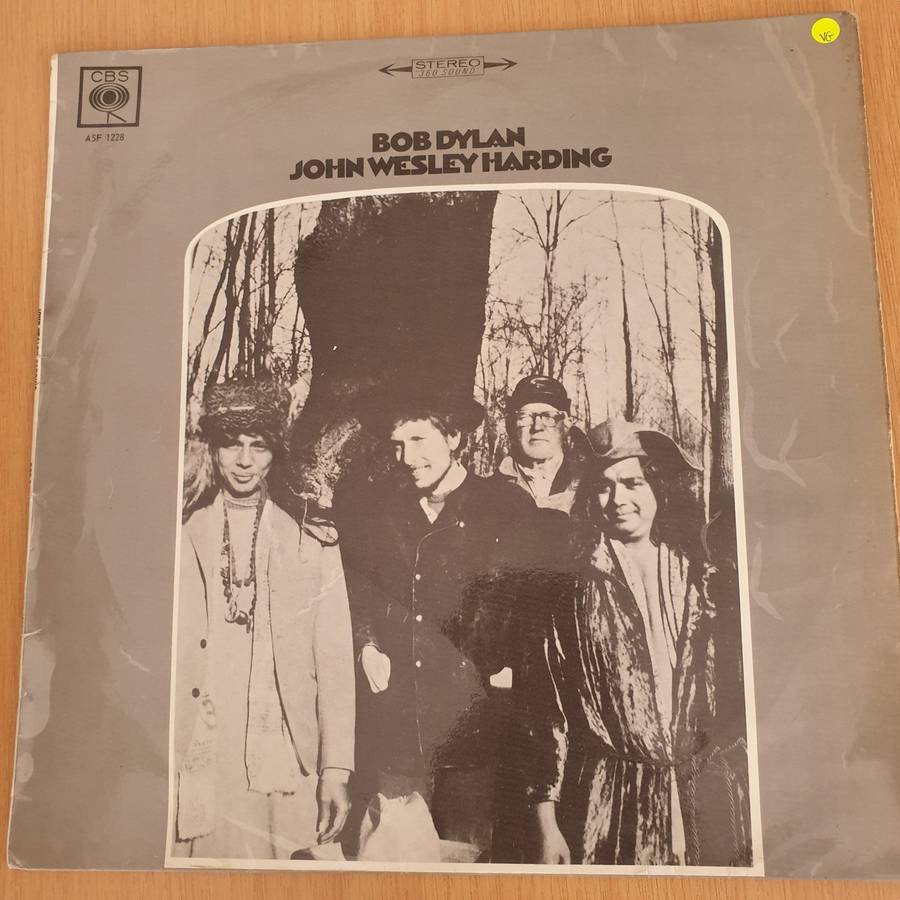 VG
CBS
ASF 1228
STEREO
"360 SOUND"
BOB DYLAN
JOHN WESLEY HARDING